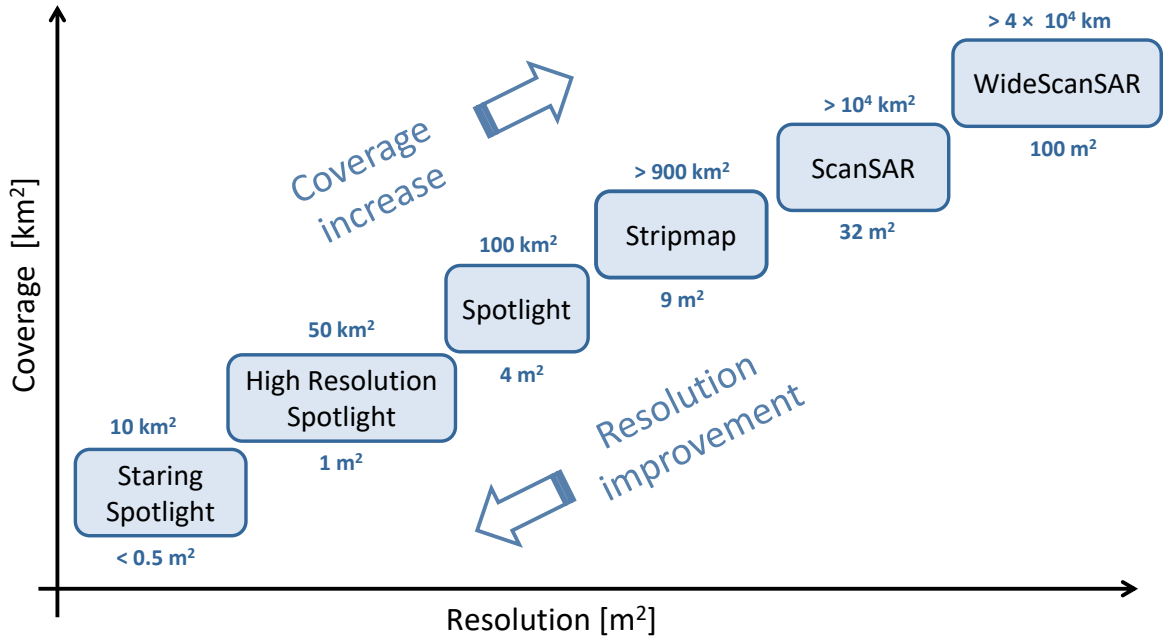 > 4 × 10⁴ km
WideScanSAR
100 m²
> 10⁴ km²
ScanSAR
32 m²
> 900 km²
Stripmap
9 m²
100 km²
Spotlight
4 m²
50 km²
High Resolution
Spotlight
1 m²
10 km²
Staring
Spotlight
< 0.5 m²
Coverage
increase
Resolution
improvement
Coverage [km²]
Resolution [m²]